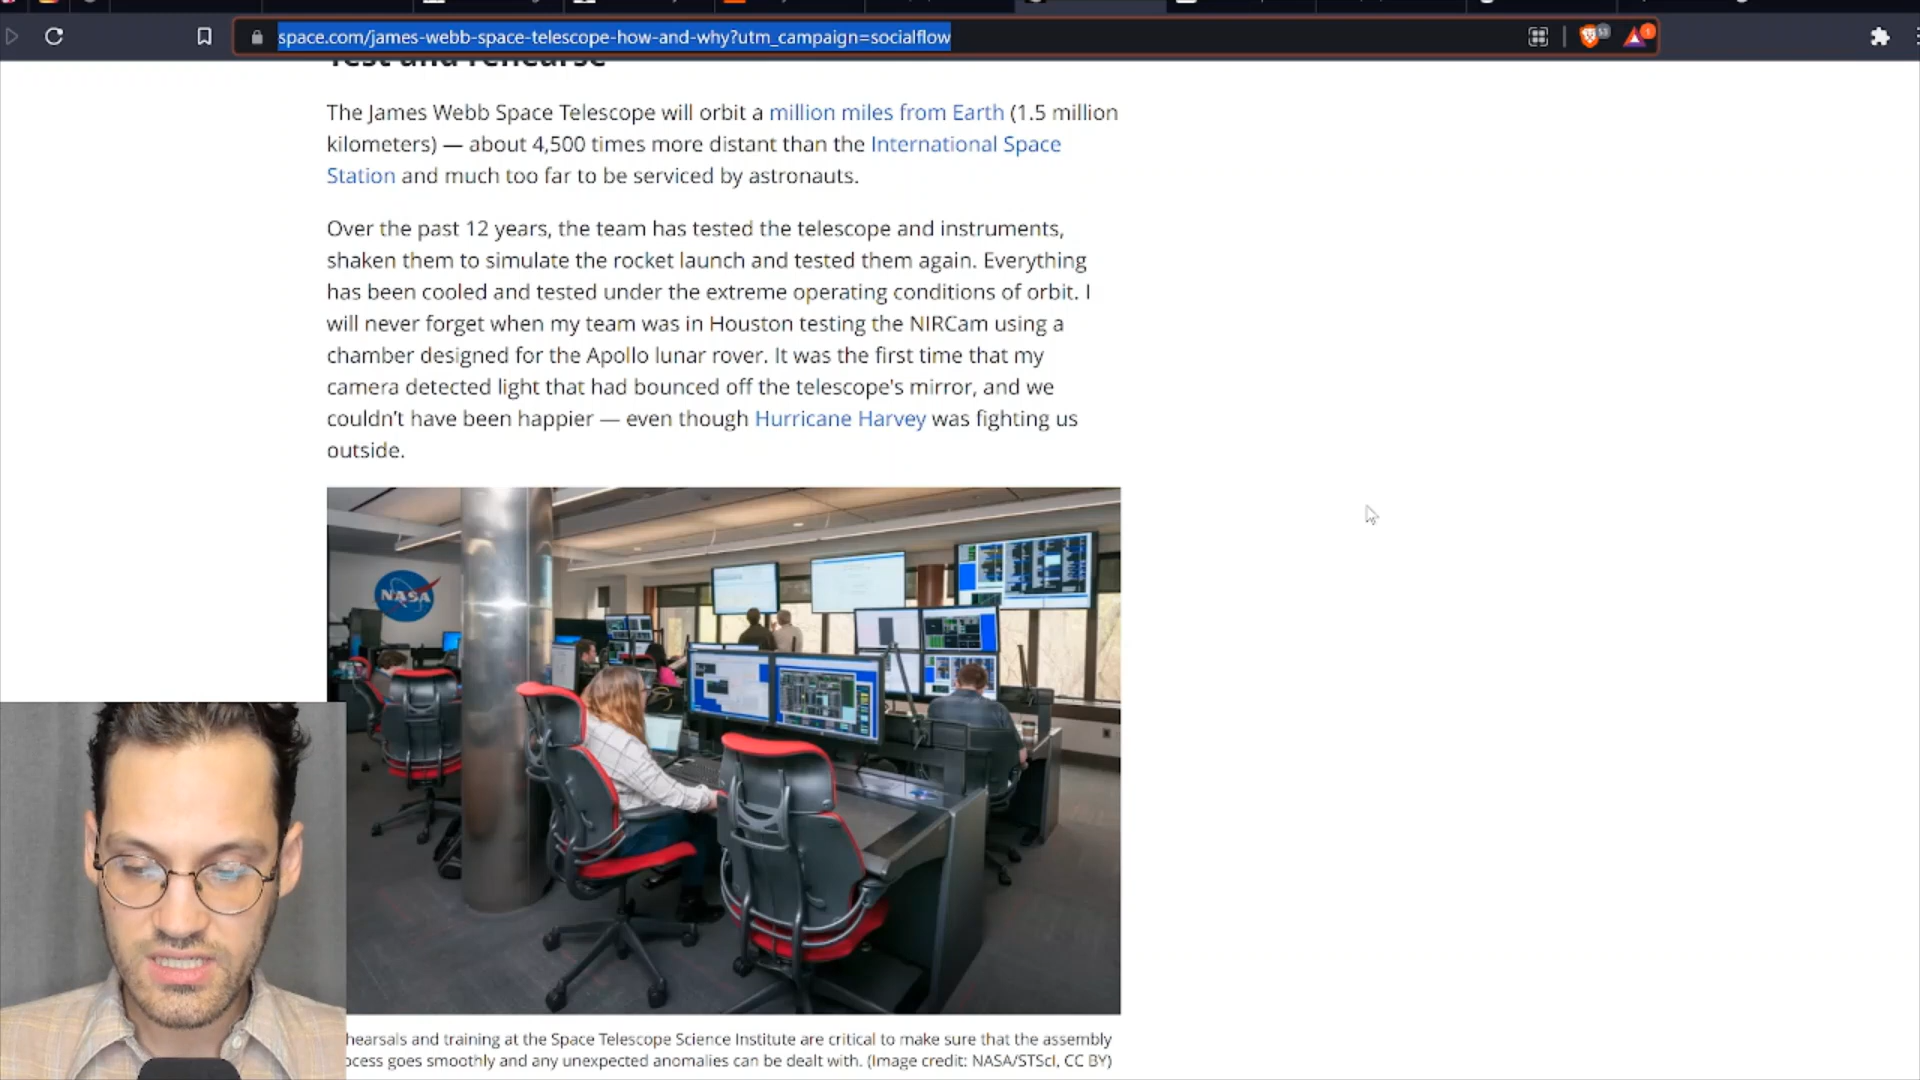 space.com/james-webb-space-telescope-how-and-why?utm_campaign=socialflow
Test and rehearse
The James Webb Space Telescope will orbit a million miles from Earth (1.5 million
kilometers) — about 4,500 times more distant than the International Space
Station and much too far to be serviced by astronauts.
Over the past 12 years, the team has tested the telescope and instruments,
shaken them to simulate the rocket launch and tested them again. Everything
has been cooled and tested under the extreme operating conditions of orbit. I
will never forget when my team was in Houston testing the NIRCam using a
chamber designed for the Apollo lunar rover. It was the first time that my
camera detected light that had bounced off the telescope's mirror, and we
couldn't have been happier — even though Hurricane Harvey was fighting us
outside.
NASA
hearsals and training at the Space Telescope Science Institute are critical to make sure that the assembly
ocess goes smoothly and any unexpected anomalies can be dealt with. (Image credit: NASA/STScI, CC BY)